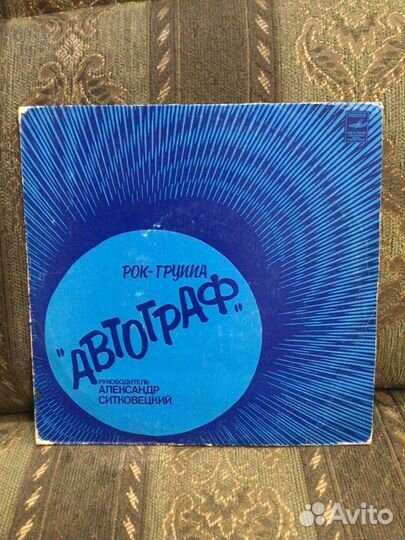 РОК-ГРУППА
"АВТОГРАФ"
РУКОВОДИТЕЛЬ
АЛЕКСАНДР
СИТКОВЕЦКИЙ
Avito